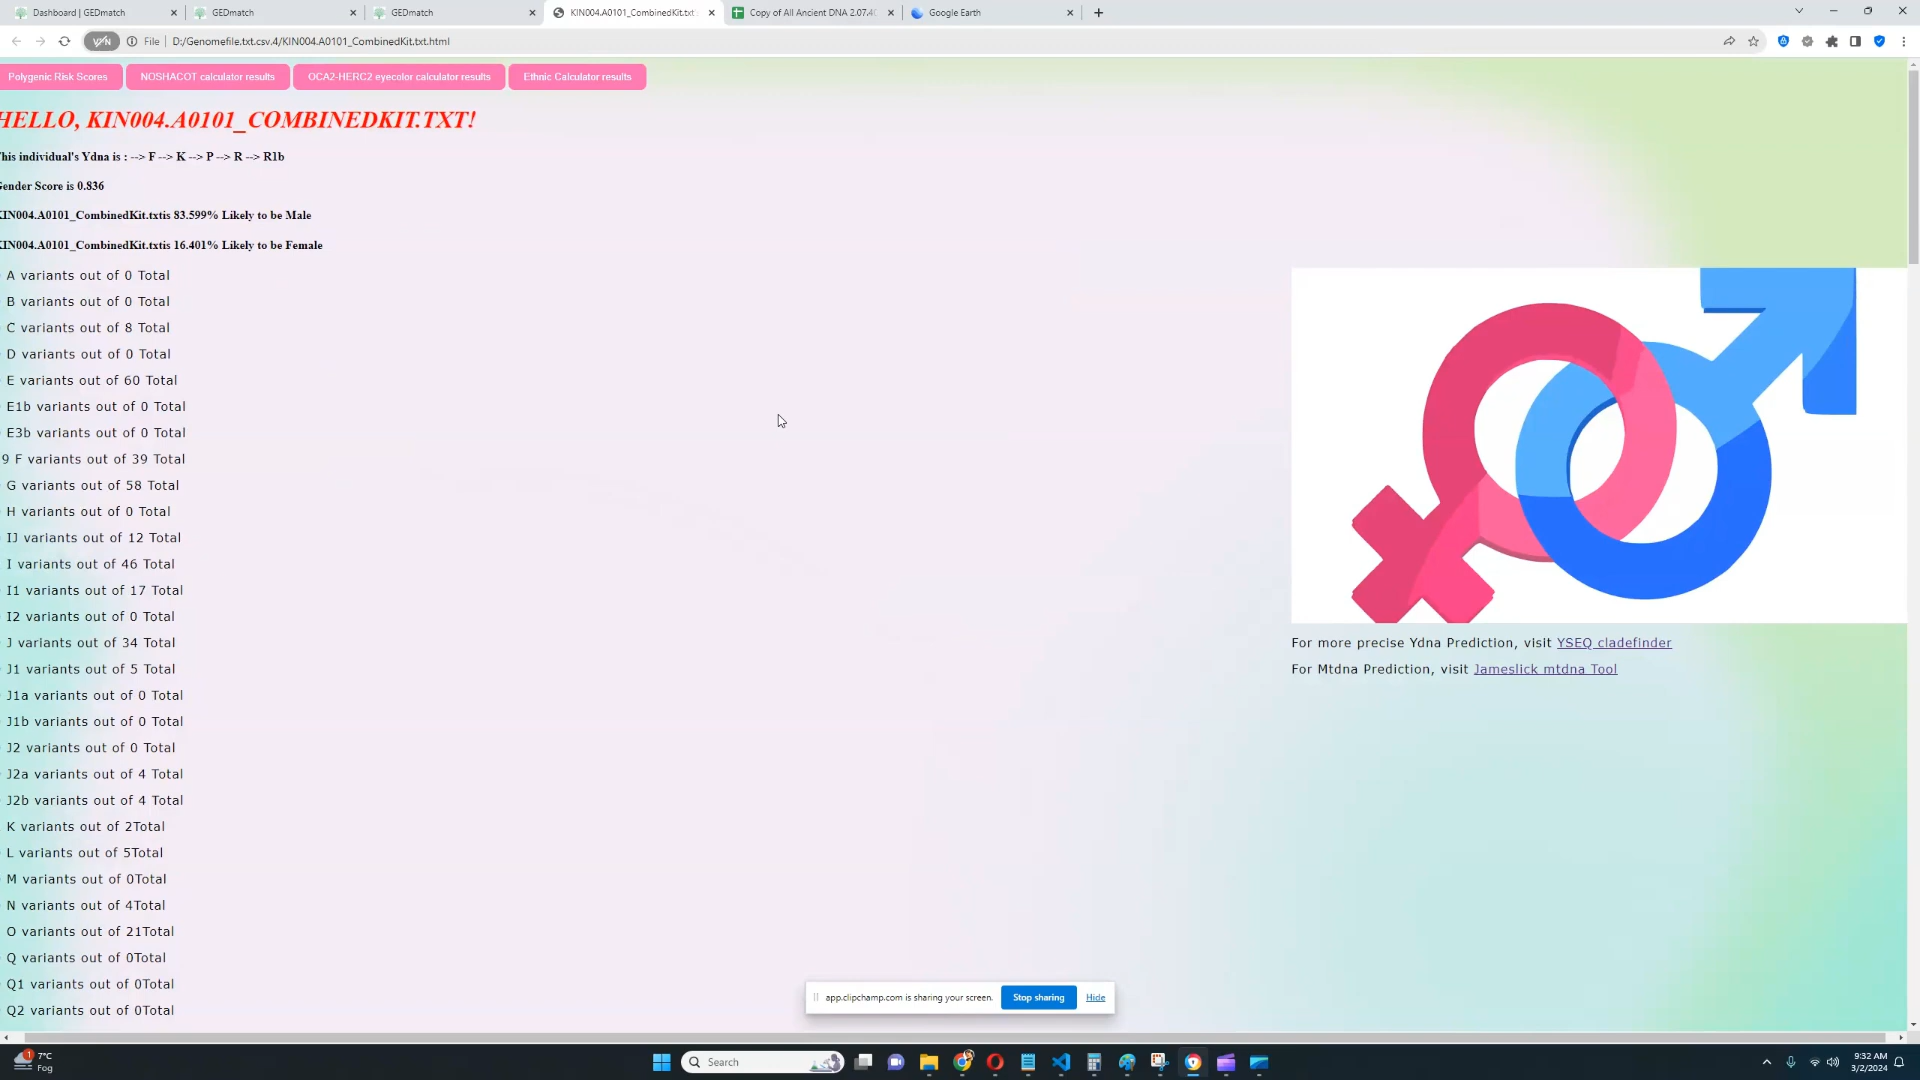 Dashboard | GEDmatch
GEDmatch
GEDmatch
KIN004.A0101_CombinedKit.txt
Copy of All Ancient DNA 2.07.4
Google Earth
File
D:/Genomefile.txt.csv.4/KIN004.A0101_CombinedKit.txt.html
Polygenic Risk Scores
NOSHACOT calculator results
OCA2-HERC2 eyecolor calculator results
Ethnic Calculator results
HELLO, KIN004.A0101_COMBINEDKIT.TXT!
his individual's Ydna is : --> F --> K --> P --> R --> R1b
Gender Score is 0.836
KIN004.A0101_CombinedKit.txtis 83.599% Likely to be Male
KIN004.A0101_CombinedKit.txtis 16.401% Likely to be Female
A variants out of 0 Total
B variants out of 0 Total
C variants out of 8 Total
D variants out of 0 Total
E variants out of 60 Total
E1b variants out of 0 Total
E3b variants out of 0 Total
9 F variants out of 39 Total
G variants out of 58 Total
H variants out of 0 Total
IJ variants out of 12 Total
I variants out of 46 Total
I1 variants out of 17 Total
I2 variants out of 0 Total
J variants out of 34 Total
J1 variants out of 5 Total
J1a variants out of 0 Total
J1b variants out of 0 Total
J2 variants out of 0 Total
J2a variants out of 4 Total
J2b variants out of 4 Total
K variants out of 2Total
L variants out of 5Total
M variants out of 0Total
N variants out of 4Total
O variants out of 21Total
Q variants out of 0Total
Q1 variants out of 0Total
Q2 variants out of 0Total
For more precise Ydna Prediction, visit YSEQ cladefinder
For Mtdna Prediction, visit Jameslick mtdna Tool
app.clipchamp.com is sharing your screen.
Stop sharing
Hide
1
7°C
Fog
Search
9:32 AM
3/2/2024